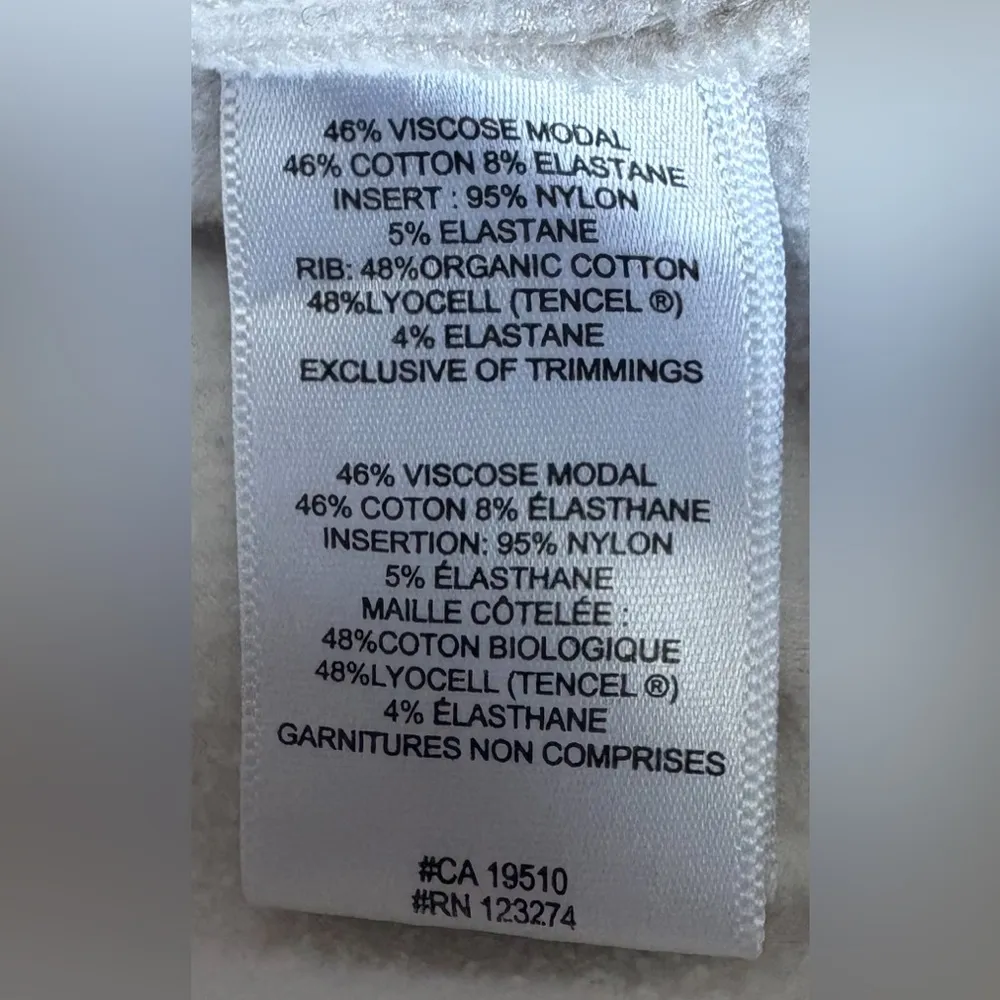 46% VISCOSE MODAL
46% COTTON 8% ELASTANE
INSERT : 95% NYLON
5% ELASTANE
RIB: 48%ORGANIC COTTON
48%LYOCELL (TENCEL ®)
4% ELASTANE
EXCLUSIVE OF TRIMMINGS
46% VISCOSE MODAL
46% COTON 8% ÉLASTHANE
INSERTION: 95% NYLON
5% ÉLASTHANE
MAILLE CÔTELÉE :
48%COTON BIOLOGIQUE
48%LYOCELL (TENCEL ®)
4% ÉLASTHANE
GARNITURES NON COMPRISES
#CA 19510
#RN 123274